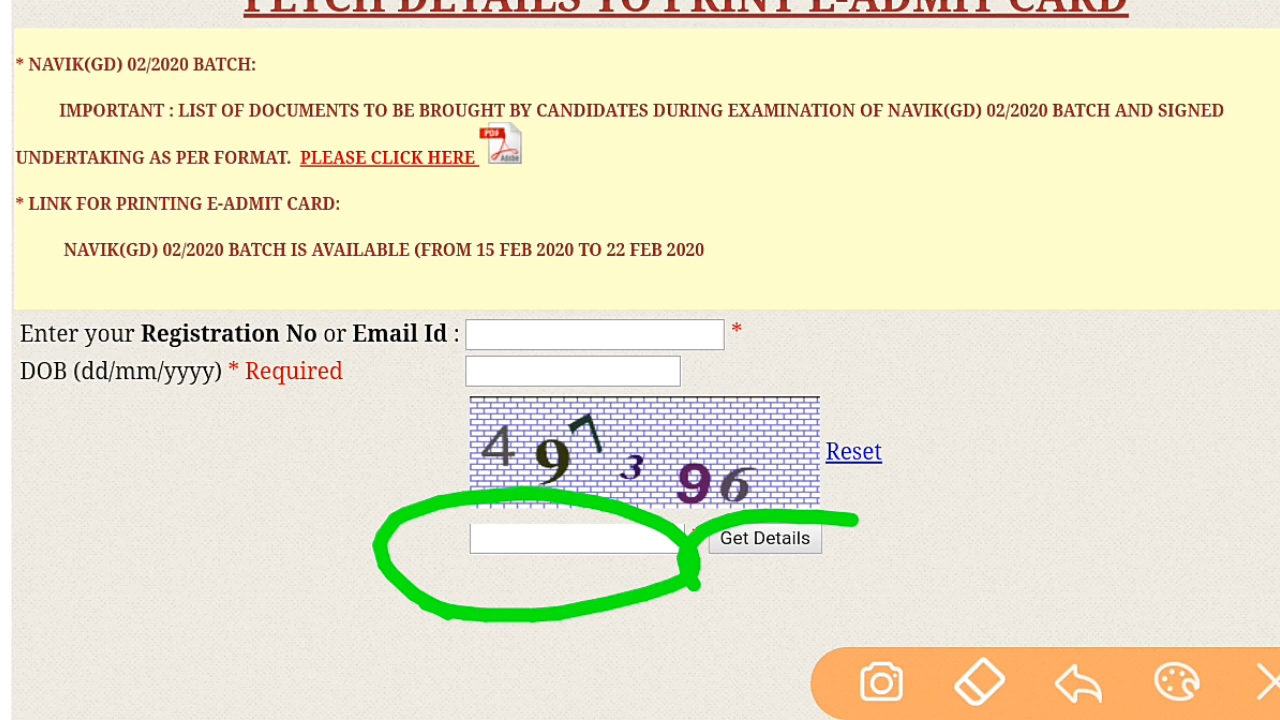 FETCH DETAILS TO PRINT E-ADMIT CARD
* NAVIK(GD) 02/2020 BATCH:
IMPORTANT : LIST OF DOCUMENTS TO BE BROUGHT BY CANDIDATES DURING EXAMINATION OF NAVIK(GD) 02/2020 BATCH AND SIGNED
UNDERTAKING AS PER FORMAT. PLEASE CLICK HERE PDF Adobe
* LINK FOR PRINTING E-ADMIT CARD:
NAVIK(GD) 02/2020 BATCH IS AVAILABLE (FROM 15 FEB 2020 TO 22 FEB 2020
Enter your Registration No or Email Id : *
DOB (dd/mm/yyyy) * Required
497396 Reset
Get Details